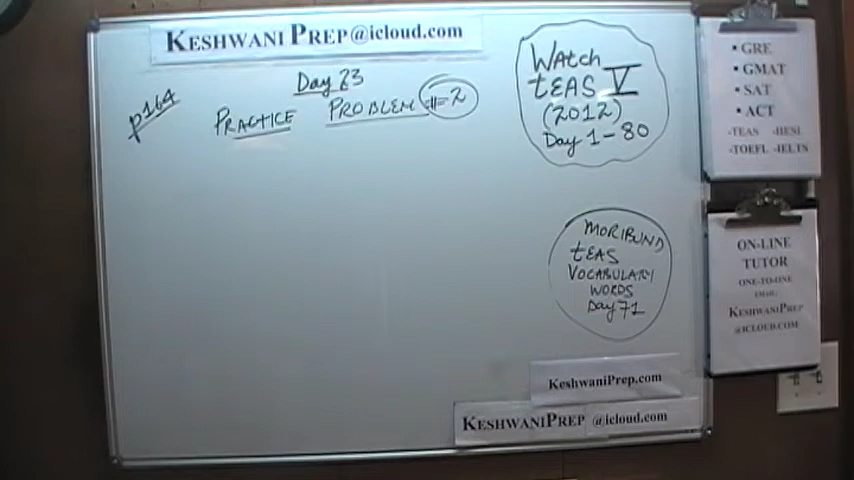 KESHWANI PREP@icloud.com
Day 23
p164
PRACTICE PROBLEM #2
WAtch
tEAS V
(2012)
Day 1-80
MORIBUND
tEAS
VOCABULARY
WORDS
Day 71
KESHWANIPREP.COM
KESHWANIPREP @icloud.com
• GRE
• GMAT
• SAT
• ACT
-TEAS -HESI
-TOEFL -IELTS
ON-LINE
TUTOR
ONE-TO-ONE
EMAIL:
KESHWANIPREP
@ICLOUD.COM